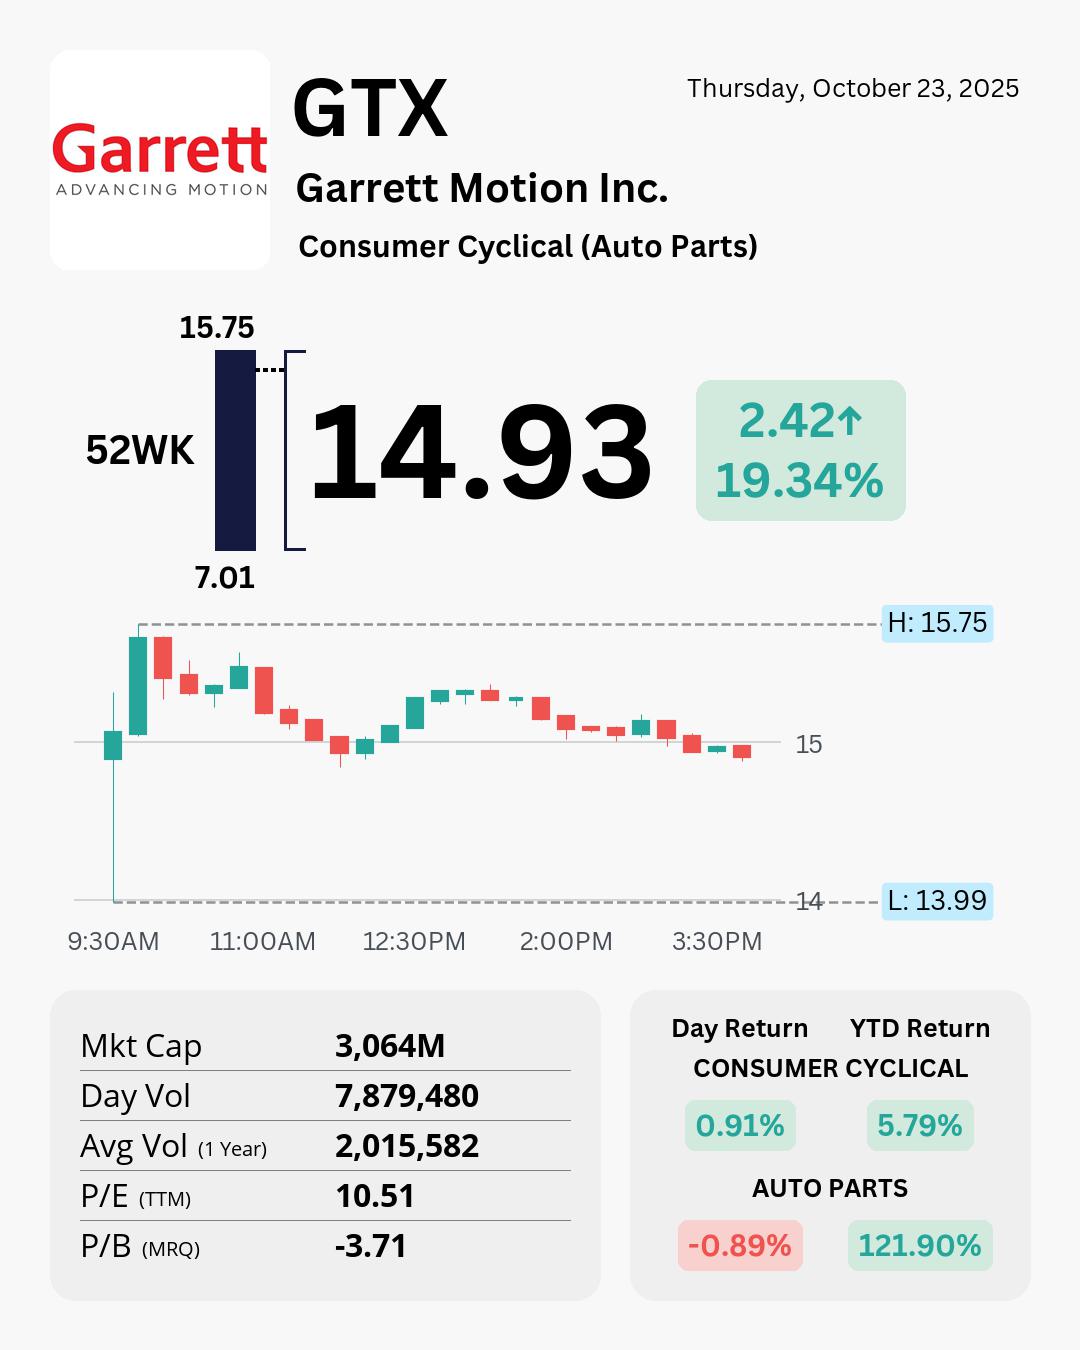 Garrett
ADVANCING MOTION
GTX
Thursday, October 23, 2025
Garrett Motion Inc.
Consumer Cyclical (Auto Parts)
15.75
52WK
14.93
2.42↑
19.34%
7.01
H: 15.75
15
14
L: 13.99
9:30AM 11:00AM 12:30PM 2:00PM 3:30PM
Mkt Cap 3,064M
Day Vol 7,879,480
Avg Vol (1 Year) 2,015,582
P/E (TTM) 10.51
P/B (MRQ) -3.71
Day Return YTD Return
CONSUMER CYCLICAL
0.91% 5.79%
AUTO PARTS
-0.89% 121.90%